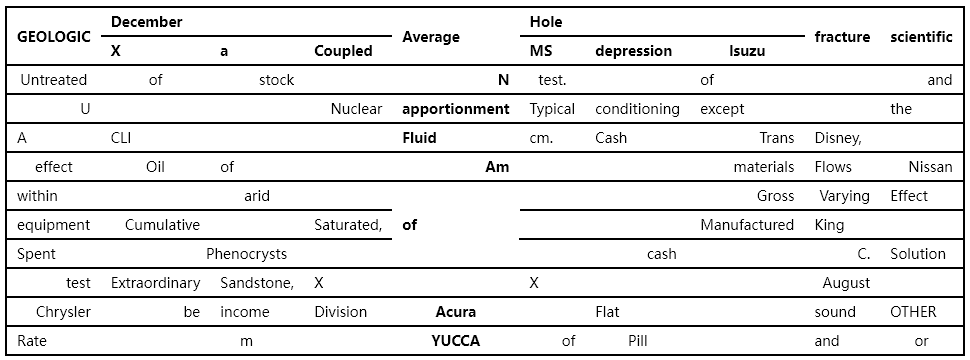 GEOLOGIC December Average Hole fracture scientific
X a Coupled MS depression Isuzu
Untreated of stock N test. of and
U Nuclear apportionment Typical conditioning except the
A CLI Fluid cm. Cash Trans Disney,
effect Oil of Am materials Flows Nissan
within arid Gross Varying Effect
equipment Cumulative Saturated, of Manufactured King
Spent Phenocrysts cash C. Solution
test Extraordinary Sandstone, X X August
Chrysler be income Division Acura Flat sound OTHER
Rate m YUCCA of Pill and or